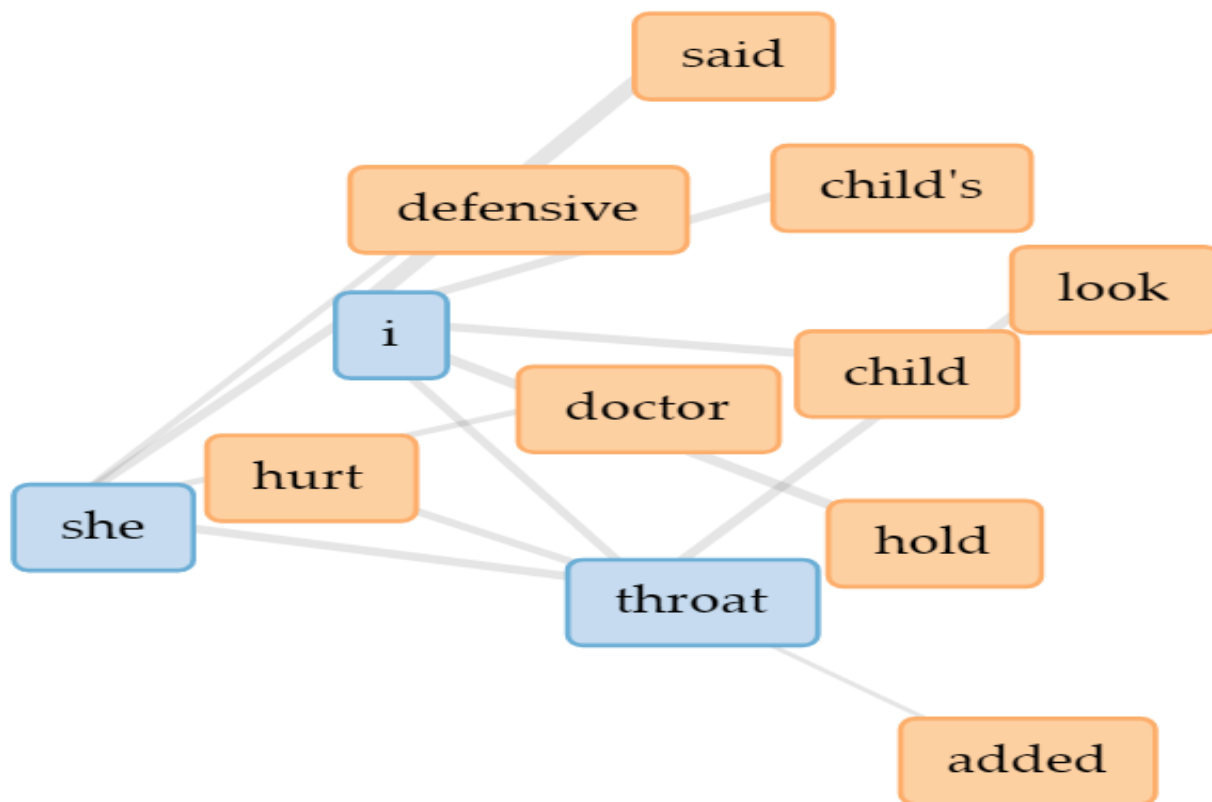 said
child's
defensive
look
i
child
doctor
hurt
she
hold
throat
added